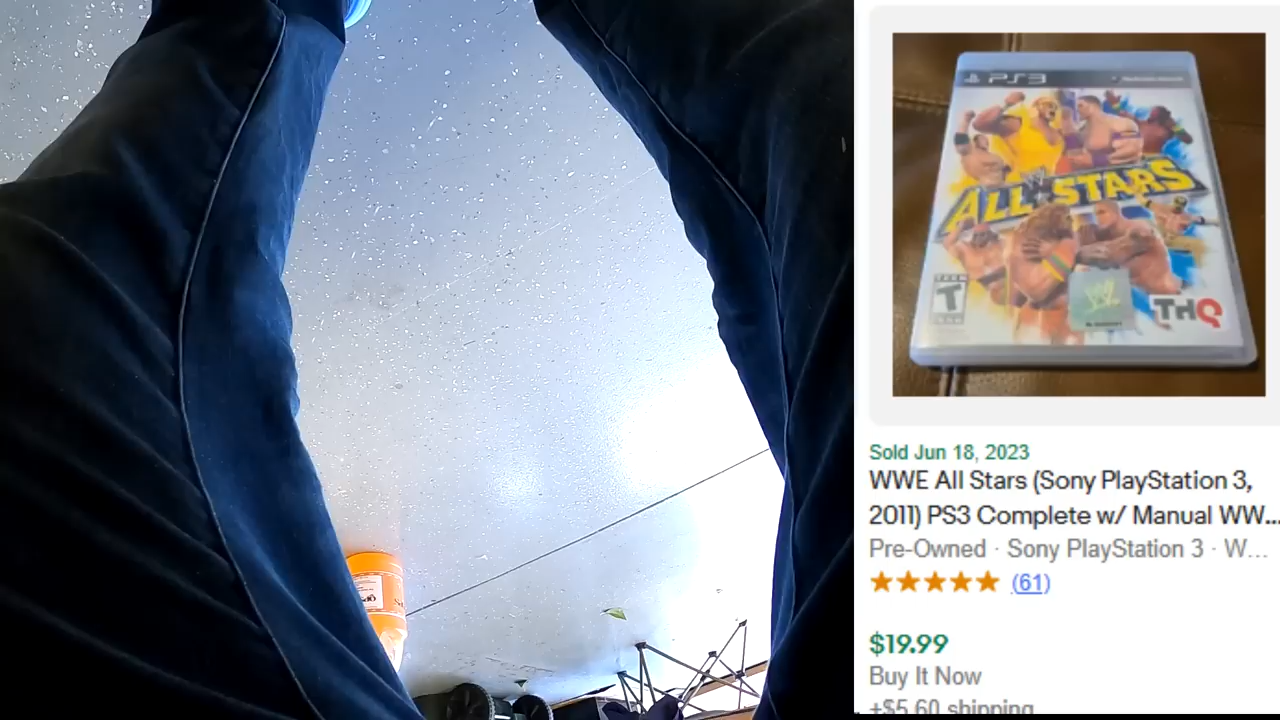 PS3
ALL STARS
TEEN
T
THQ
Sold Jun 18, 2023
WWE All Stars (Sony PlayStation 3,
2011) PS3 Complete w/ Manual WW...
Pre-Owned · Sony PlayStation 3 · W...
(61)
$19.99
Buy It Now
+$5.60 shipping